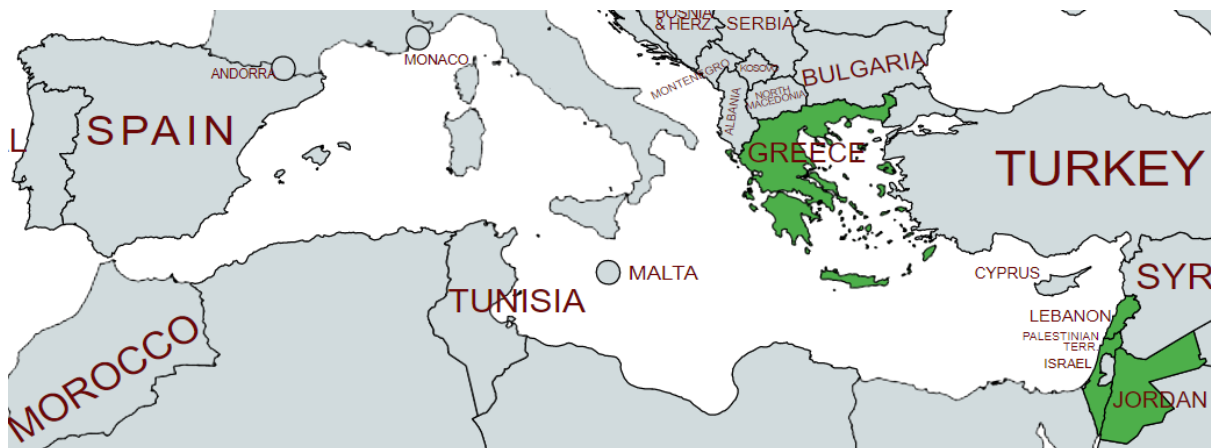 BOSNIA
& HERZ.
SERBIA
MONACO
ANDORRA
MONTENEGRO
KOSOVO
BULGARIA
NORTH
MACEDONIA
ALBANIA
L
SPAIN
GREECE
TURKEY
MALTA
CYPRUS
SYR
TUNISIA
LEBANON
PALESTINIAN
TERR.
ISRAEL
MOROCCO
JORDAN